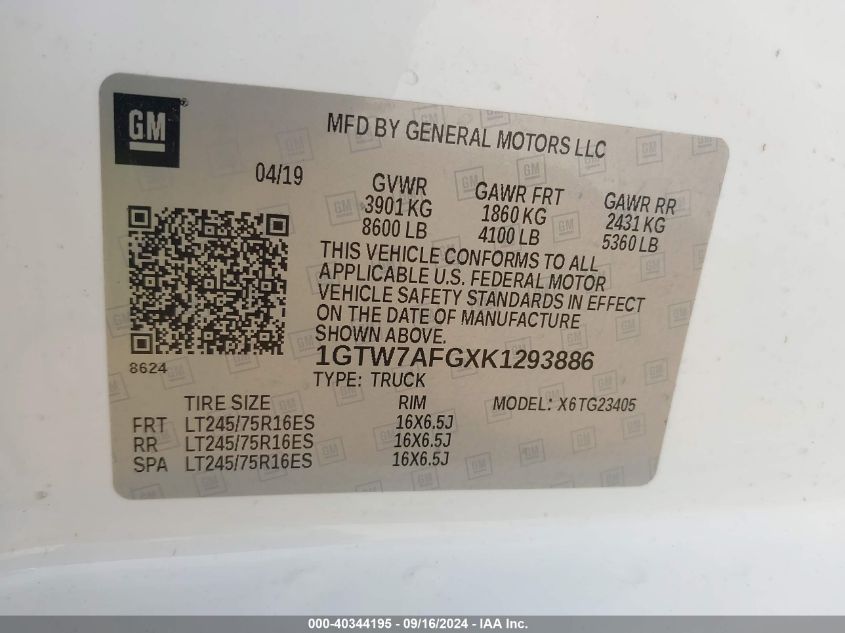 GM
MFD BY GENERAL MOTORS LLC
04/19
GVWR
3901 KG
8600 LB
GAWR FRT
1860 KG
4100 LB
GAWR RR
2431 KG
5360 LB
THIS VEHICLE CONFORMS TO ALL
APPLICABLE U.S. FEDERAL MOTOR
VEHICLE SAFETY STANDARDS IN EFFECT
ON THE DATE OF MANUFACTURE
SHOWN ABOVE.
1GTW7AFGXK1293886
TYPE: TRUCK
8624
TIRE SIZE RIM MODEL: X6TG23405
FRT LT245/75R16ES 16X6.5J
RR LT245/75R16ES 16X6.5J
SPA LT245/75R16ES 16X6.5J
000-40344195 - 09/16/2024 - IAA Inc.